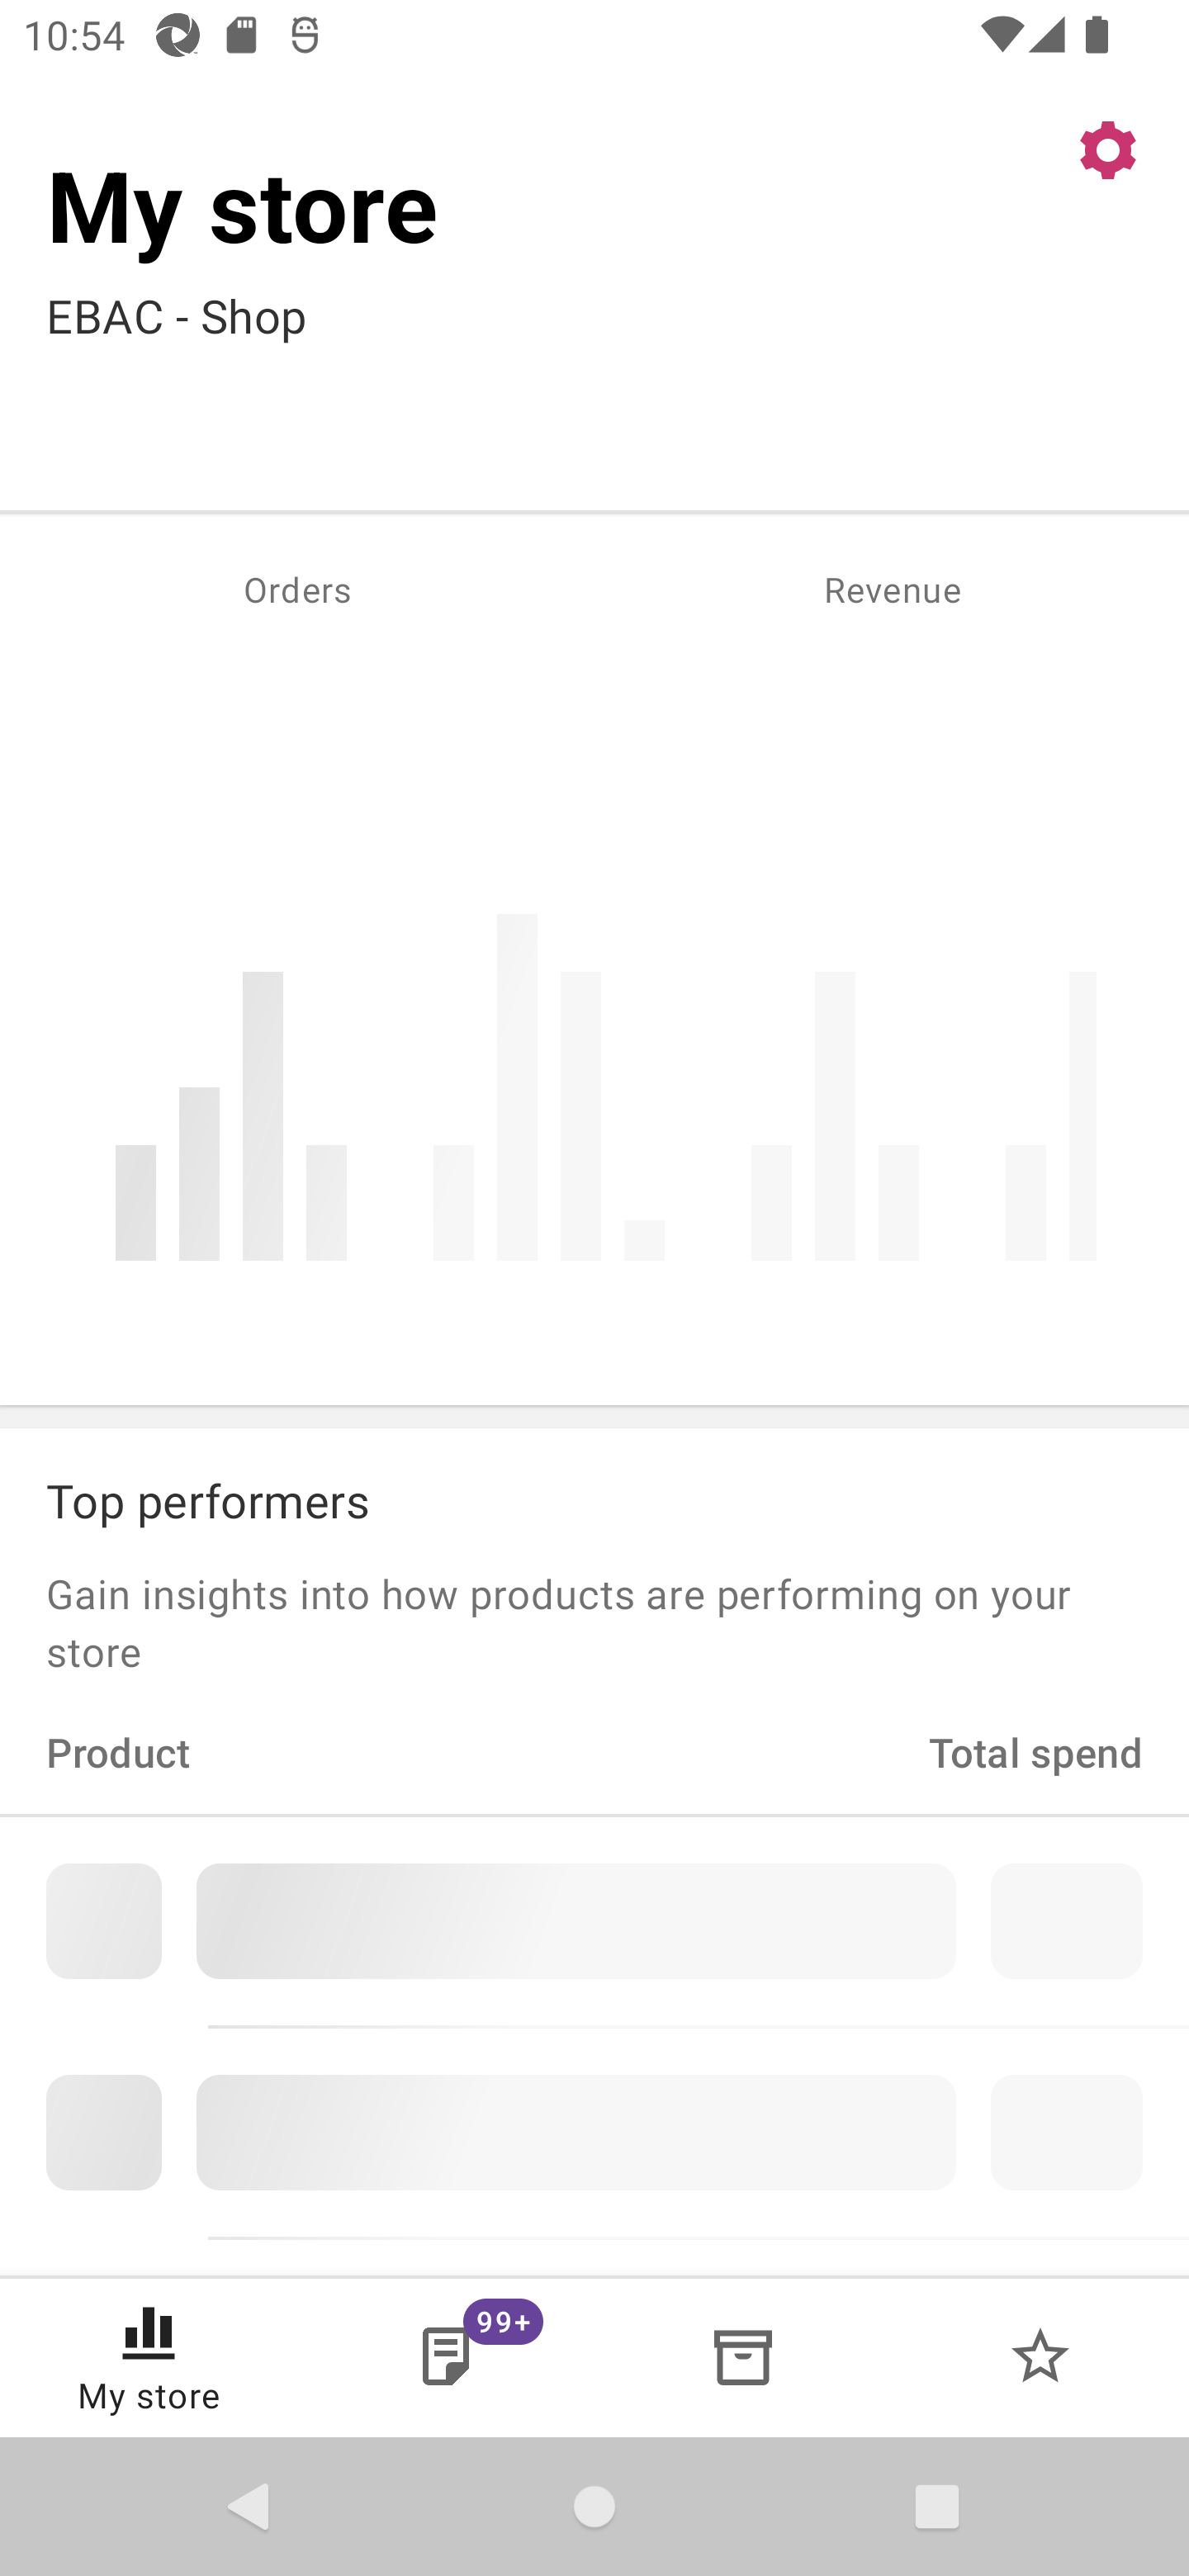 10:54
My store
EBAC - Shop
Orders Revenue
Top performers
Gain insights into how products are performing on your
store
Product Total spend
99+
My store